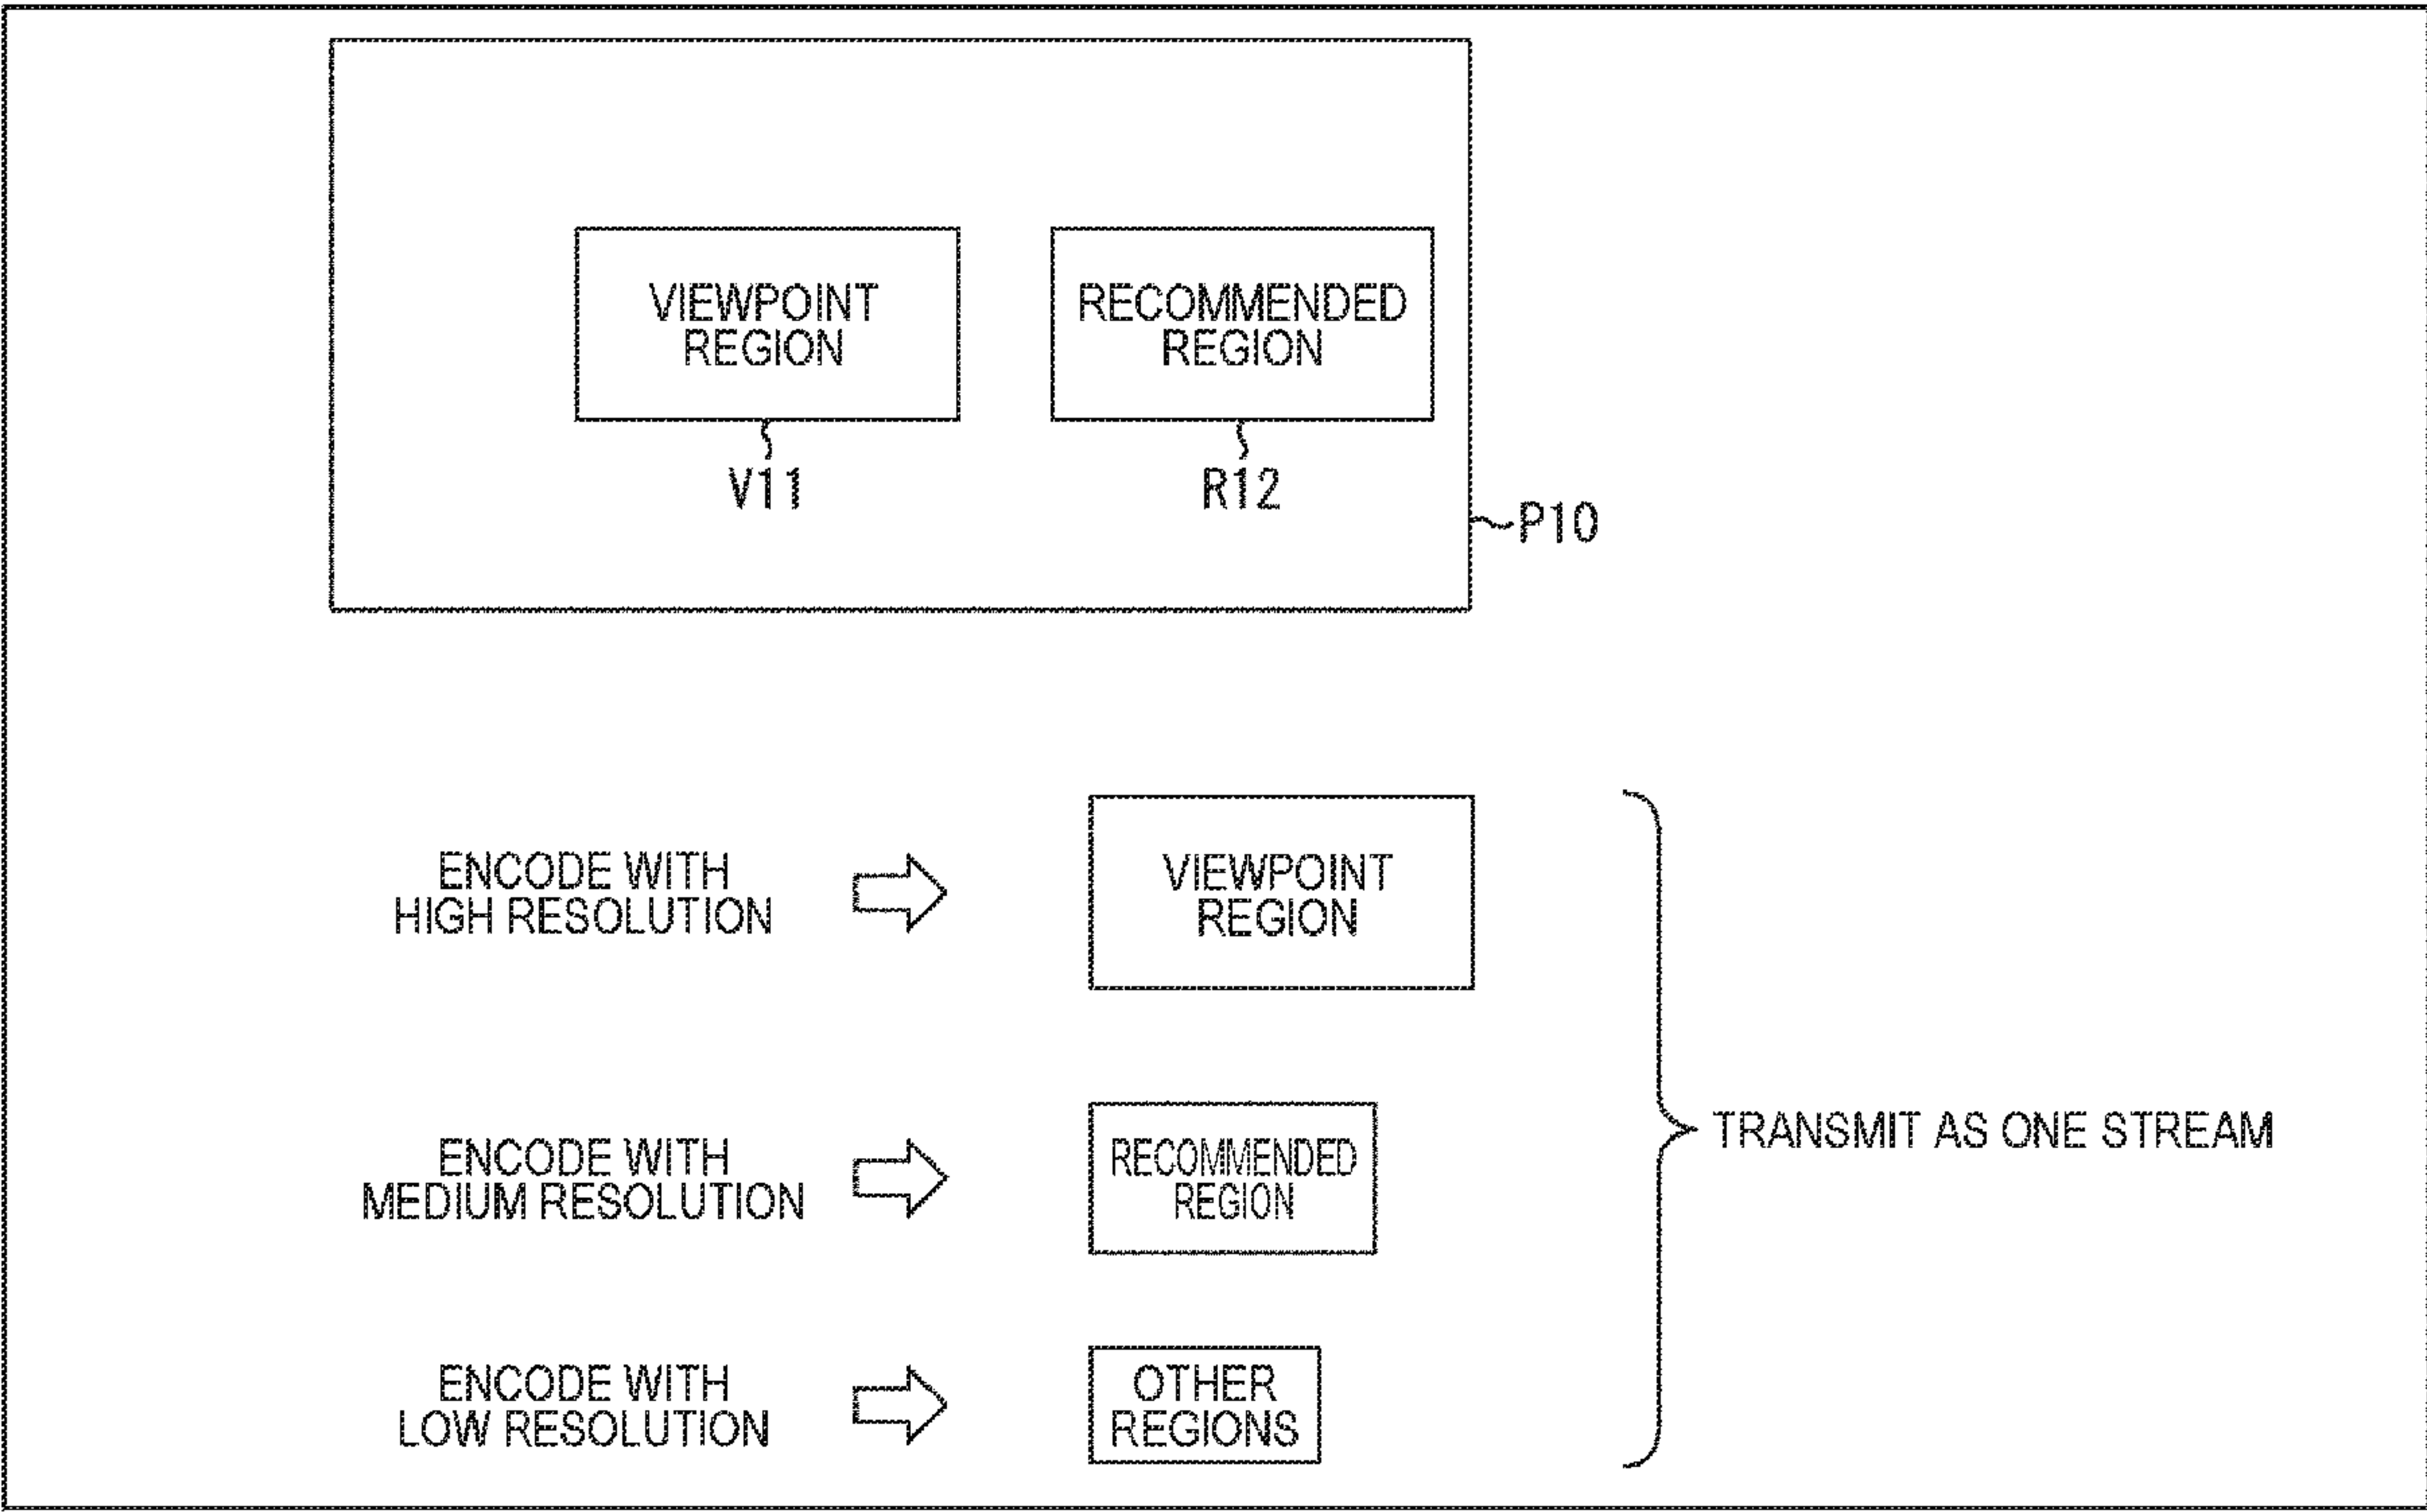 VIEWPOINT
REGION
RECOMMENDED
REGION
V11
R12
P10
ENCODE WITH
HIGH RESOLUTION
VIEWPOINT
REGION
ENCODE WITH
MEDIUM RESOLUTION
RECOMMENDED
REGION
TRANSMIT AS ONE STREAM
ENCODE WITH
LOW RESOLUTION
OTHER
REGIONS